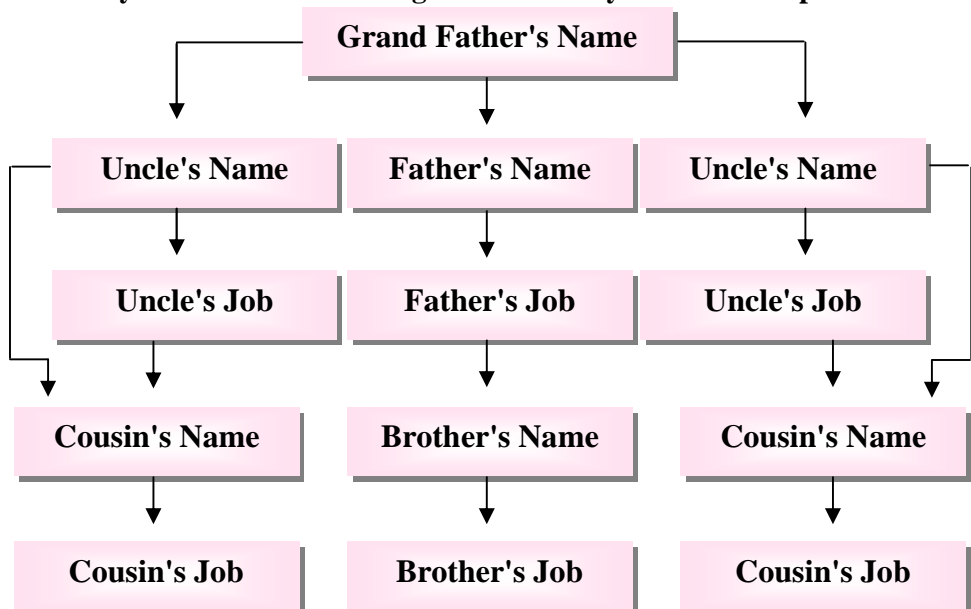 Grand Father's Name
Uncle's Name
Father's Name
Uncle's Name
Uncle's Job
Father's Job
Uncle's Job
Cousin's Name
Brother's Name
Cousin's Name
Cousin's Job
Brother's Job
Cousin's Job